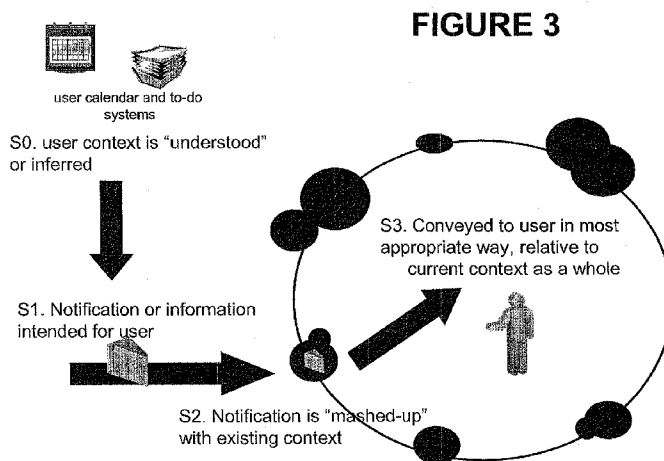 FIGURE 3
user calendar and to-do
systems
S0. user context is "understood"
or inferred
S1. Notification or information
intended for user
S2. Notification is "mashed-up"
with existing context
S3. Conveyed to user in most
appropriate way, relative to
current context as a whole